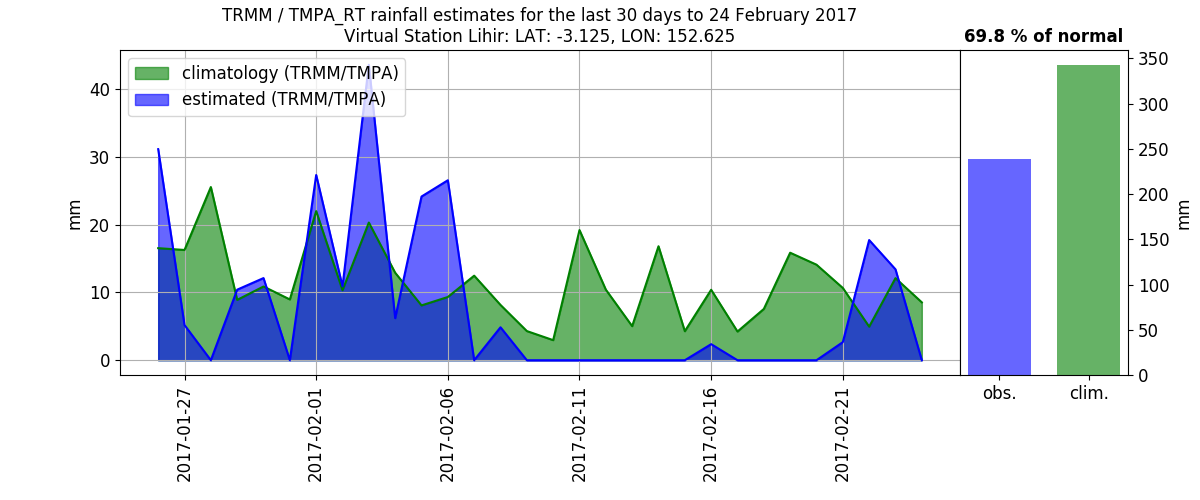 TRMM / TMPA_RT rainfall estimates for the last 30 days to 24 February 2017
Virtual Station Lihir: LAT: -3.125, LON: 152.625
69.8 % of normal
climatology (TRMM/TMPA)
estimated (TRMM/TMPA)
mm
40
30
20
10
0
2017-01-27
2017-02-01
2017-02-06
2017-02-11
2017-02-16
2017-02-21
350
300
250
200
150
100
50
0
mm
obs.
clim.